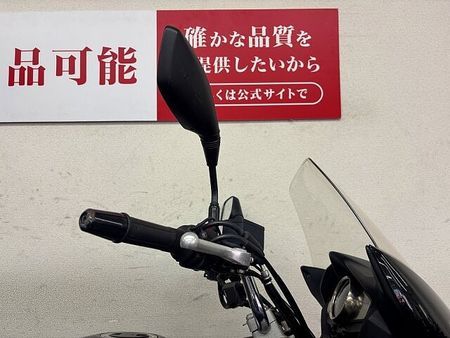 品可能
確かな品質を
提供したいから
くは公式サイトで